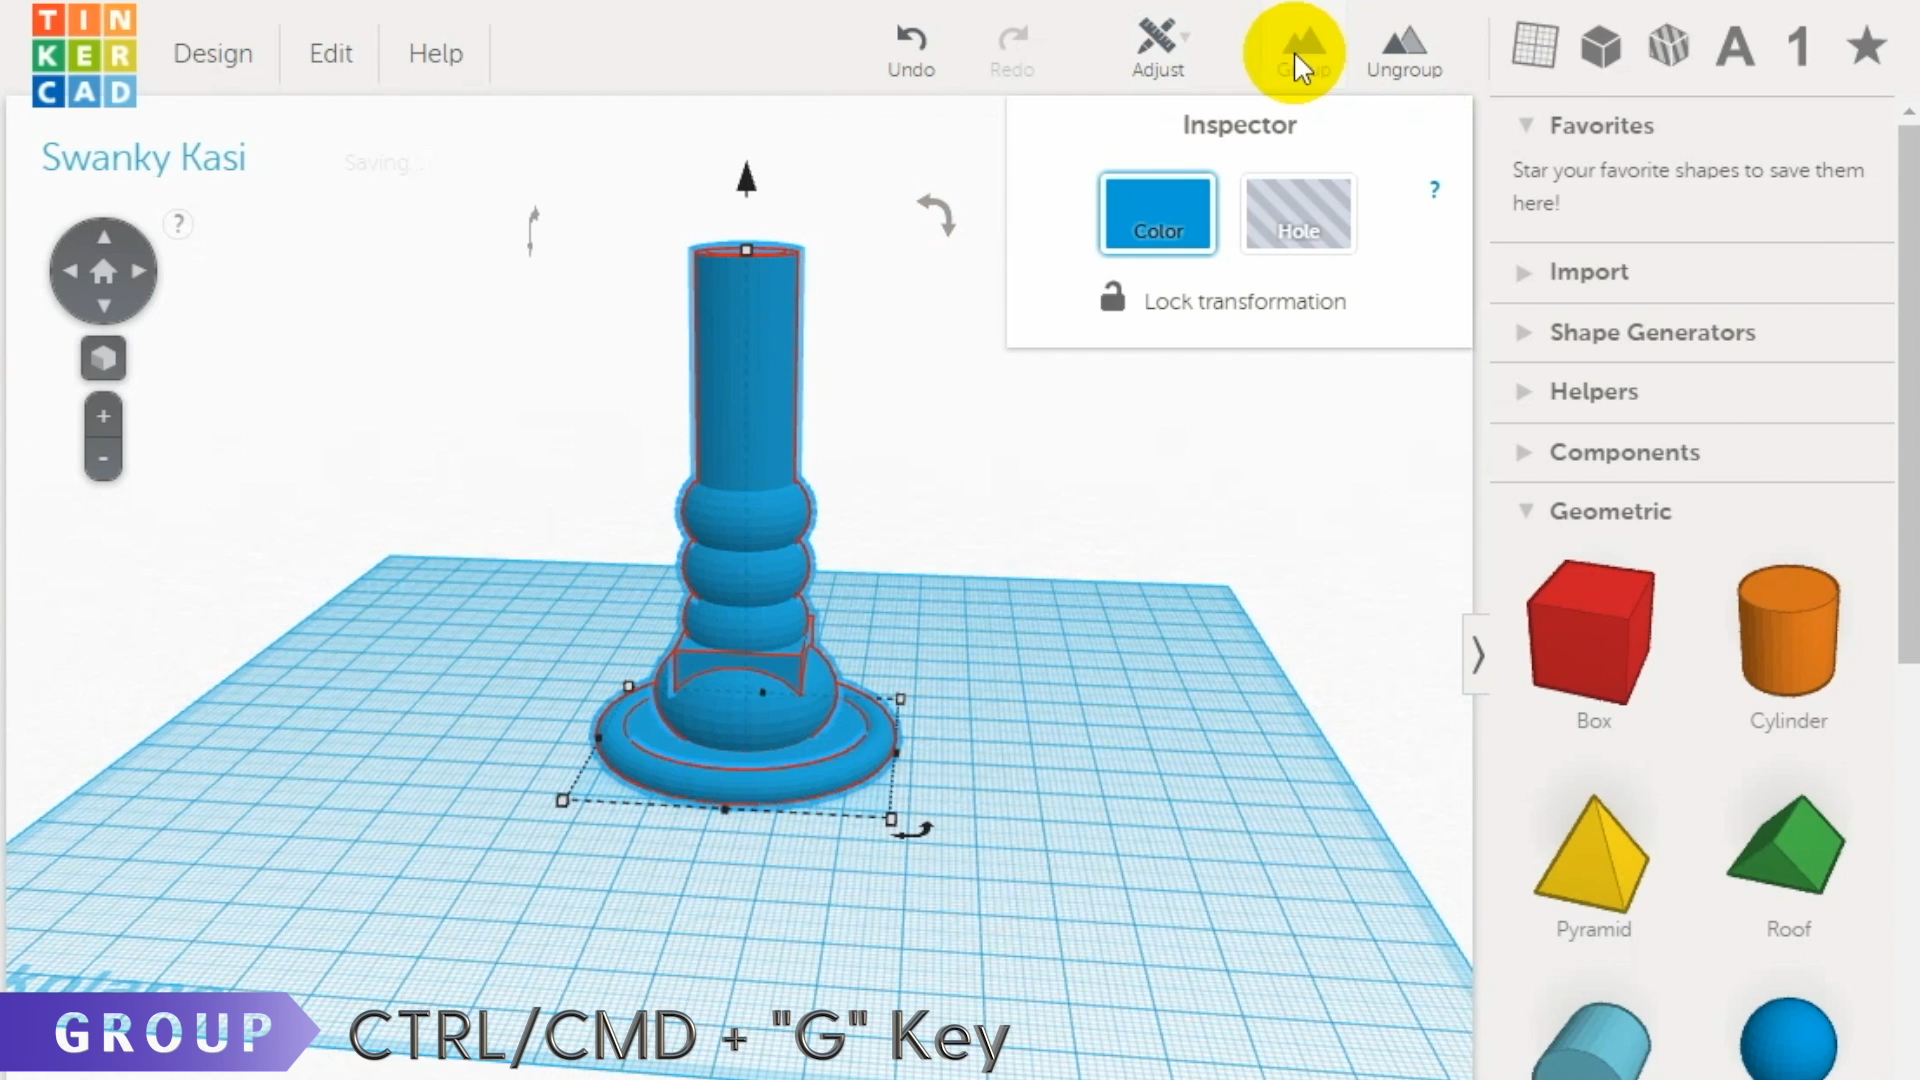 TIN
KER
CAD
Design
Edit
Help
Undo
Redo
Adjust
Group
Ungroup
A
1
Swanky Kasi
Saving...
?
+
-
Inspector
Color
Hole
?
Lock transformation
Favorites
Star your favorite shapes to save them
here!
Import
Shape Generators
Helpers
Components
Geometric
Box
Cylinder
Pyramid
Roof
GROUP
CTRL/CMD + "G" Key